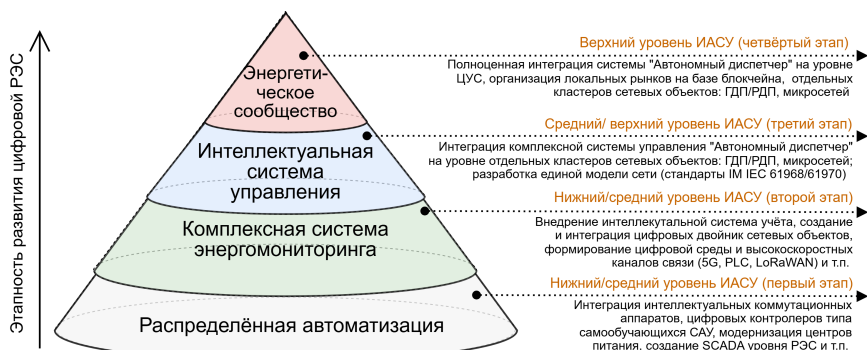 Этапность развития цифровой РЭС
Энергети-
ческое
сообщество
Интеллектуальная
система
управления
Комплексная система
энергомониторинга
Распределённая автоматизация
Верхний уровень ИАСУ (четвёртый этап)
Полноценная интеграция системы "Автономный диспетчер" на уровне
ЦУС, организация локальных рынков на базе блокчейна, отдельных
кластеров сетевых объектов: ГДП/РДП, микросетей
Средний/ верхний уровень ИАСУ (третий этап)
Интеграция комплексной системы управления "Автономный диспетчер"
на уровне отдельных кластеров сетевых объектов: ГДП/РДП, микросетей;
разработка единой модели сети (стандарты IM IEC 61968/61970)
Нижний/средний уровень ИАСУ (второй этап)
Внедрение интеллекутальной система учёта, создание
и интеграция цифровых двойник сетевых объектов,
формирование цифровой среды и высокоскоростных
каналов связи (5G, PLC, LoRaWAN) и т.п.
Нижний/средний уровень ИАСУ (первый этап)
Интеграция интеллектуальных коммутационных
аппаратов, цифровых контролеров типа
самообучающихся САУ, модернизация центров
питания, создание SCADA уровня РЭС и т.п.